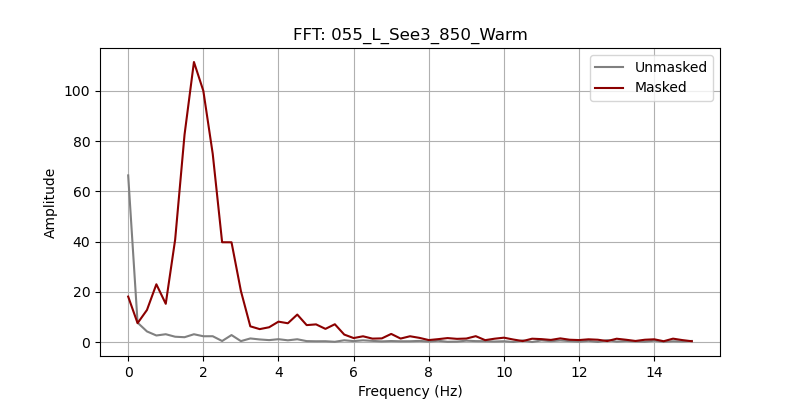 FFT: 055_L_See3_850_Warm
Unmasked
Masked
Amplitude
100
80
60
40
20
0
0 2 4 6 8 10 12 14
Frequency (Hz)